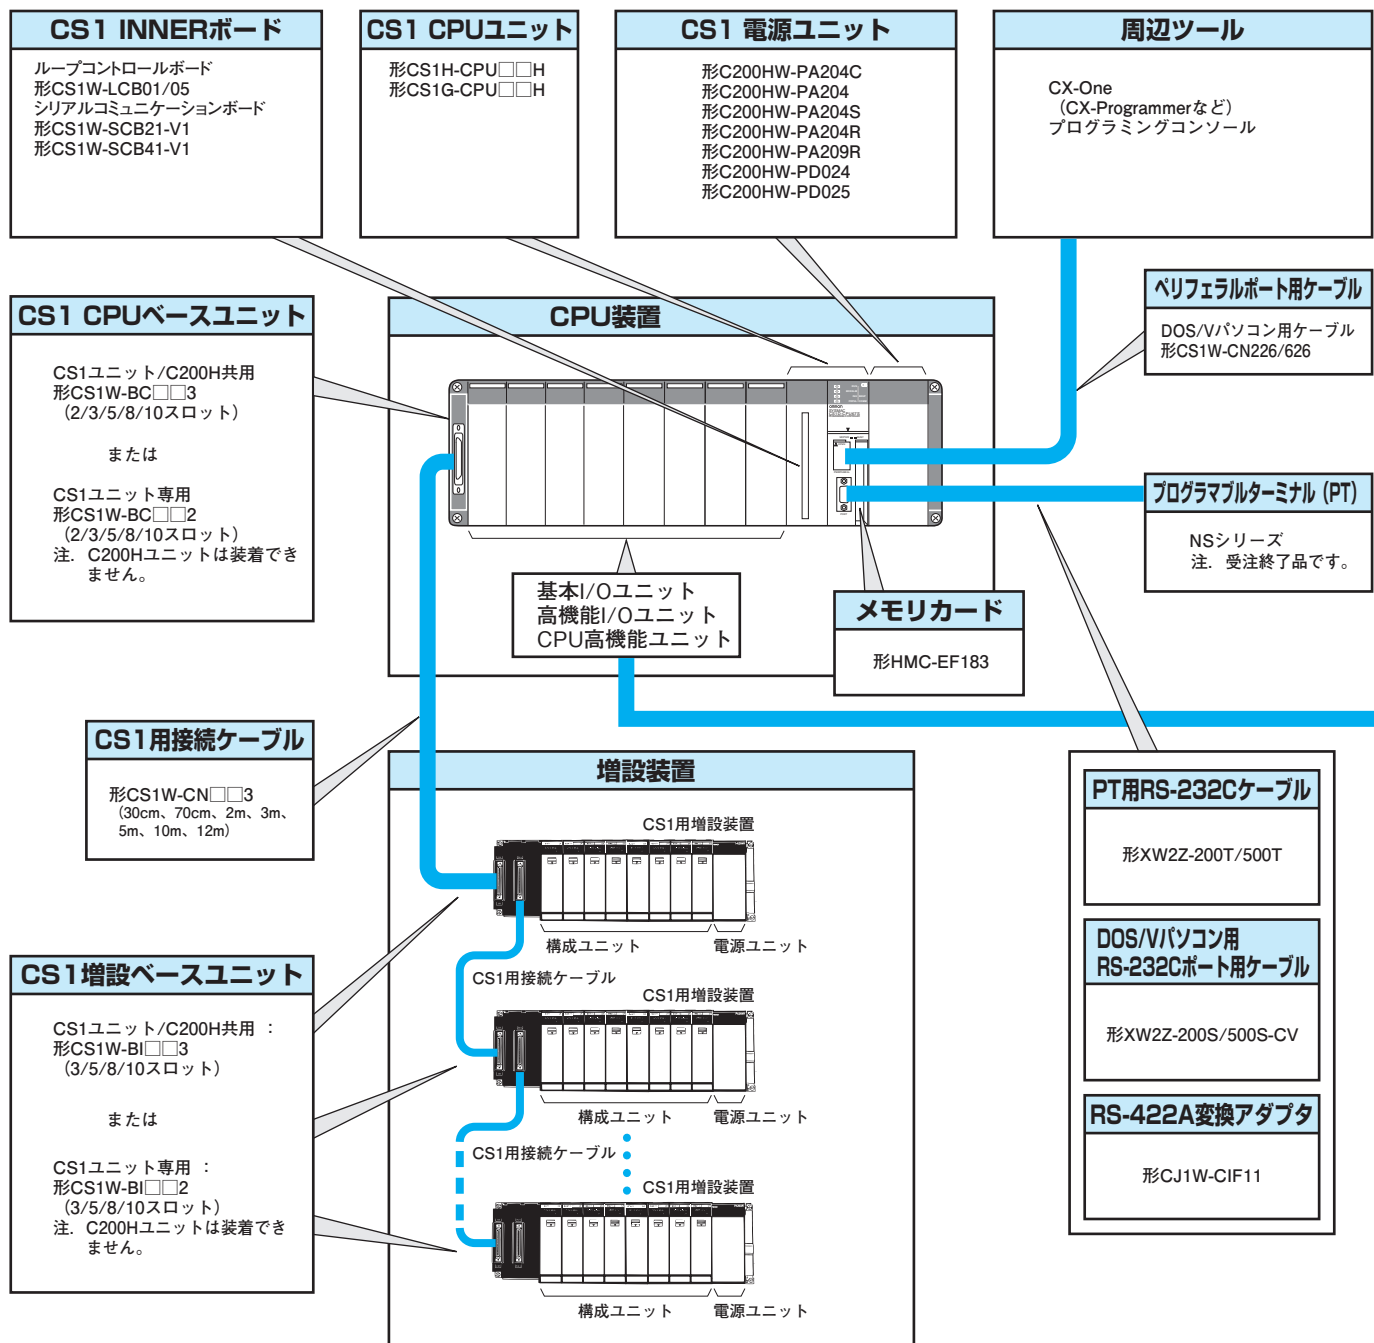 CS1 INNERボード
ループコントロールボード
形CS1W-LCB01/05
シリアルコミュニケーションボード
形CS1W-SCB21-V1
形CS1W-SCB41-V1
CS1 CPUユニット
形CS1H-CPU□□H
形CS1G-CPU□□H
CS1 電源ユニット
形C200HW-PA204C
形C200HW-PA204
形C200HW-PA204S
形C200HW-PA204R
形C200HW-PA209R
形C200HW-PD024
形C200HW-PD025
周辺ツール
CX-One
（CX-Programmerなど）
プログラミングコンソール
ペリフェラルポート用ケーブル
DOS/Vパソコン用ケーブル
形CS1W-CN226/626
CS1 CPUベースユニット
CS1ユニット/C200H共用
形CS1W-BC□□3
（2/3/5/8/10スロット）
または
CS1ユニット専用
形CS1W-BC□□2
（2/3/5/8/10スロット）
注. C200Hユニットは装着でき
ません。
CPU装置
基本I/Oユニット
高機能I/Oユニット
CPU高機能ユニット
メモリカード
形HMC-EF183
プログラマブルターミナル（PT）
NSシリーズ
注. 受注終了品です。
CS1用接続ケーブル
形CS1W-CN□□3
（30cm、70cm、2m、3m、
5m、10m、12m）
増設装置
CS1用増設装置
構成ユニット
電源ユニット
CS1用接続ケーブル
CS1用増設装置
構成ユニット
電源ユニット
CS1用接続ケーブル
CS1用増設装置
構成ユニット
電源ユニット
CS1増設ベースユニット
CS1ユニット/C200H共用：
形CS1W-BI□□3
（3/5/8/10スロット）
または
CS1ユニット専用：
形CS1W-BI□□2
（3/5/8/10スロット）
注. C200Hユニットは装着でき
ません。
PT用RS-232Cケーブル
形XW2Z-200T/500T
DOS/Vパソコン用
RS-232Cポート用ケーブル
形XW2Z-200S/500S-CV
RS-422A変換アダプタ
形CJ1W-CIF11